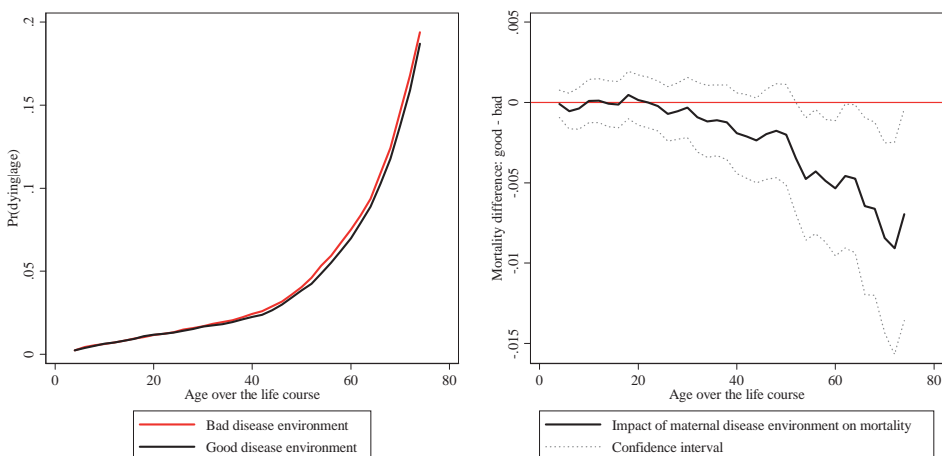 Pr(dying|age)
.2
.15
.1
.05
0
0
20
40
60
80
Age over the life course
Bad disease environment
Good disease environment
Mortality difference: good - bad
.005
0
-.005
-.01
-.015
0
20
40
60
80
Age over the life course
Impact of maternal disease environment on mortality
Confidence interval